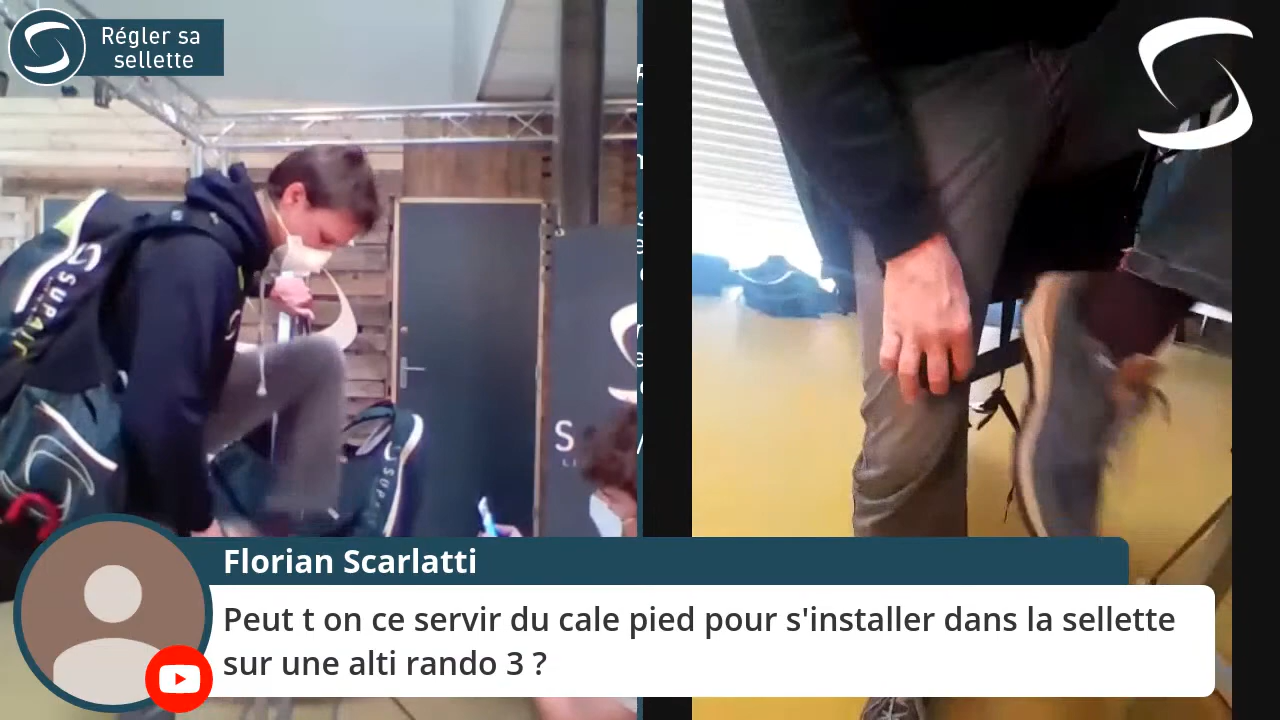 Régler sa
sellette
SUPAIR
SUPAIR
Florian Scarlatti
Peut t on ce servir du cale pied pour s'installer dans la sellette
sur une alti rando 3 ?